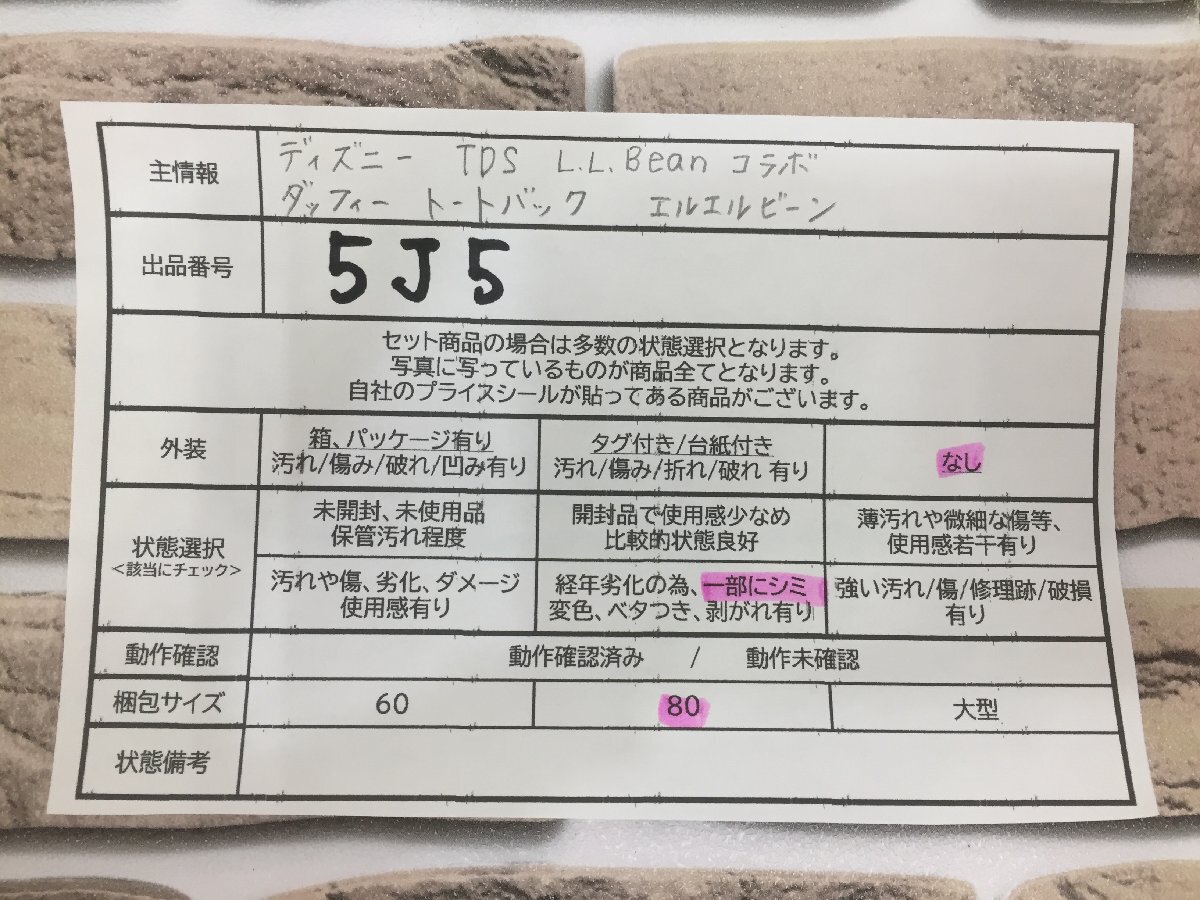 主情報
ディズニー TDS L.L.Bean コラボ
ダッフィー トートバック エルエルビーン
出品番号
5J5
セット商品の場合は多数の状態選択となります。
写真に写っているものが商品全てとなります。
自社のプライスシールが貼ってある商品がございます。
外装
箱、パッケージ有り
汚れ/傷み/破れ/凹み有り
タグ付き/台紙付き
汚れ/傷み/折れ/破れ 有り
なし
状態選択
<該当にチェック>
未開封、未使用品
保管汚れ程度
開封品で使用感少なめ
比較的状態良好
薄汚れや微細な傷等、
使用感若干有り
汚れや傷、劣化、ダメージ
使用感有り
経年劣化の為、一部にシミ
変色、ベタつき、剥がれ有り
強い汚れ/傷/修理跡/破損
有り
動作確認
動作確認済み / 動作未確認
梱包サイズ
60
80
大型
状態備考